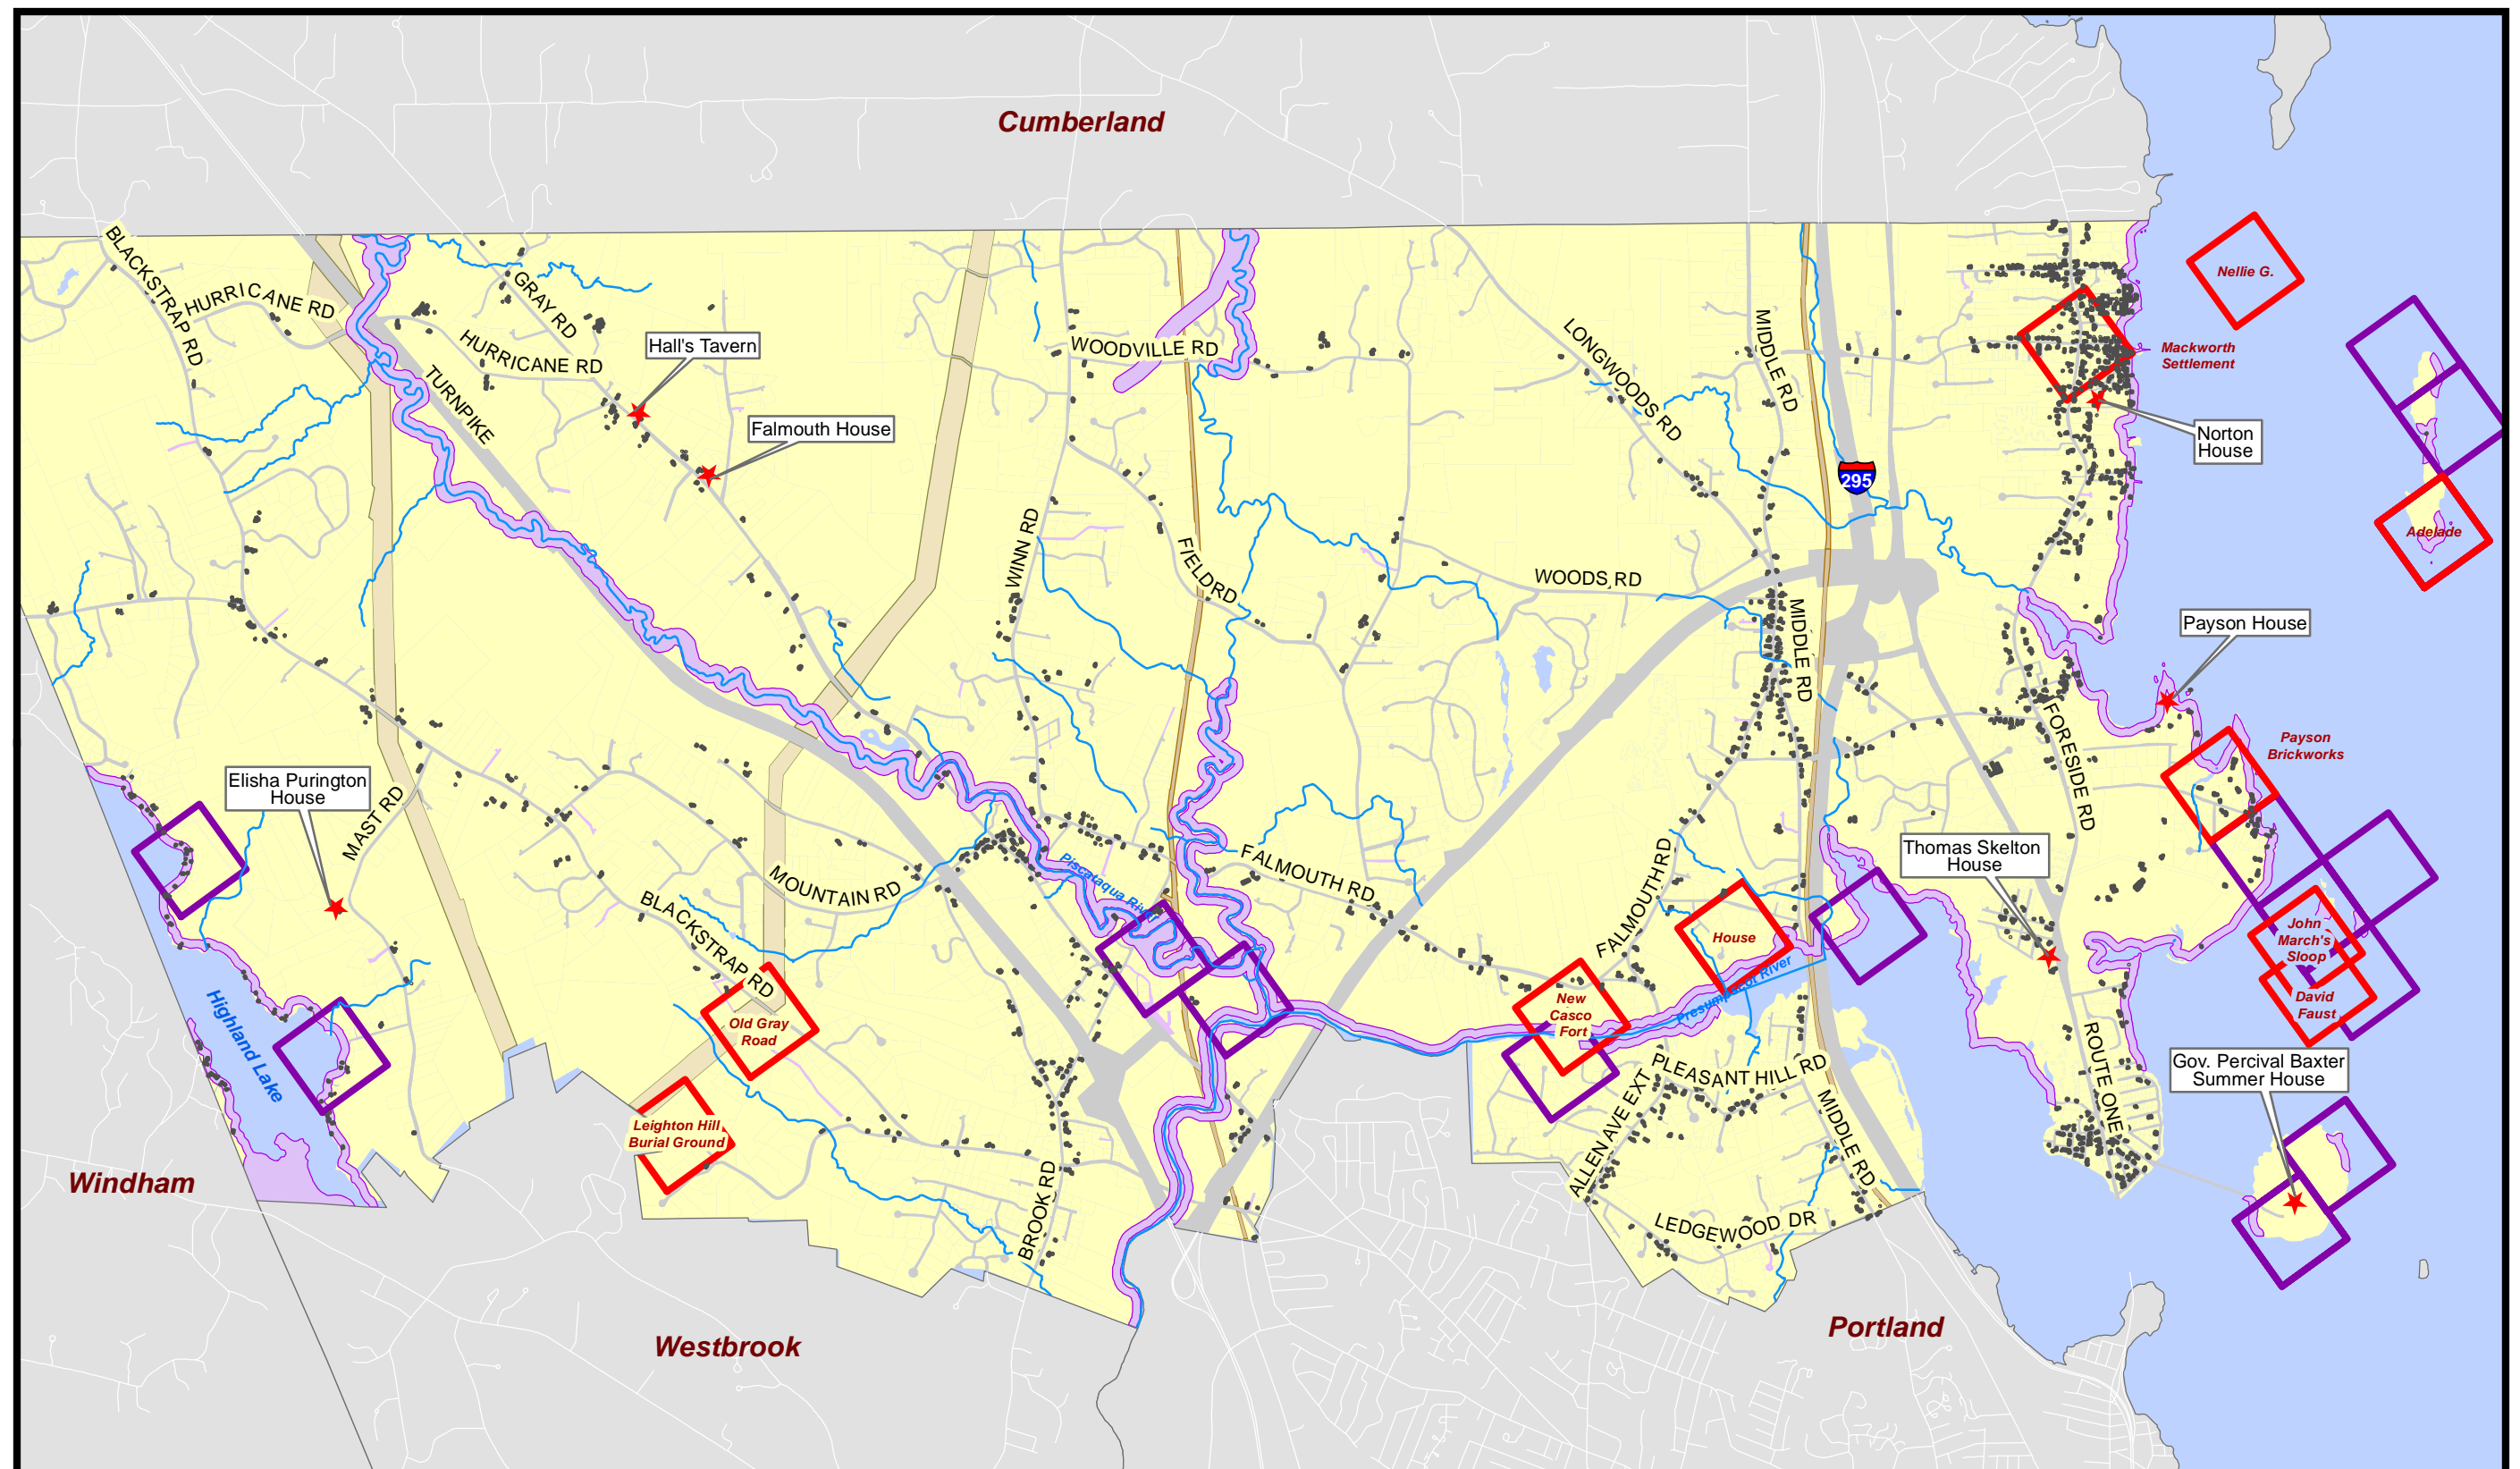 Cumberland
BLACKSTRAP RD
HURRICANE RD
GRAY RD
HURRICANE RD
TURNPIKE
Hall's Tavern
Falmouth House
WOODVILLE RD
LONGWOODS RD
MIDDLE RD
295
Nellie G.
Mackworth
Settlement
Norton
House
Adelade
WINN RD
FIELD RD
WOODS RD
MIDDLE RD
Payson House
FORESIDE RD
Payson
Brickworks
Elisha Purington
House
MAST RD
MOUNTAIN RD
BLACKSTRAP RD
Piscataqua River
FALMOUTH RD
FALMOUTH RD
Thomas Skelton
House
House
John
March's
Sloop
David
Faust
New
Casco
Fort
Presumpscot River
Old Gray
Road
Highland Lake
Leighton Hill
Burial Ground
PLEASANT HILL RD
ALLEN AVE EXT
MIDDLE RD
ROUTE ONE
Gov. Percival Baxter
Summer House
BROOK RD
LEDGEWOOD DR
Windham
Westbrook
Portland